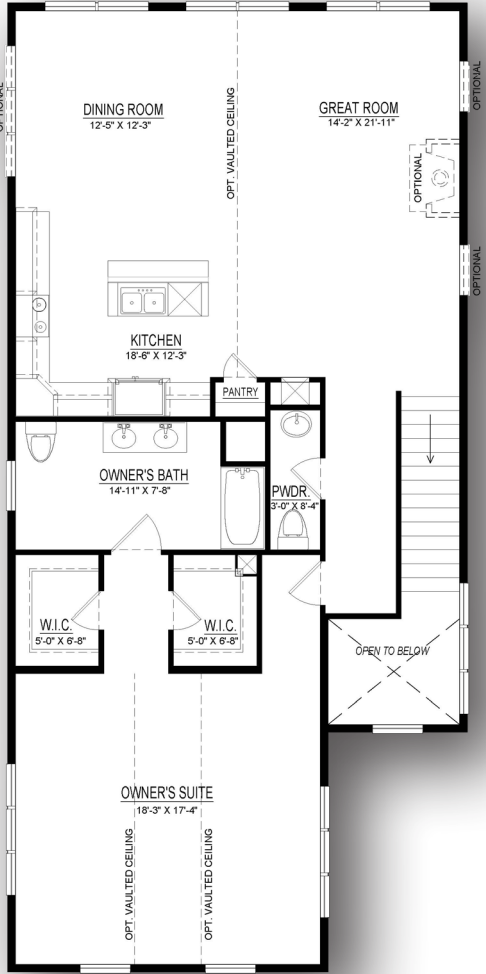 OPTIONAL
DINING ROOM
12'-5" X 12'-3"
OPT. VAULTED CEILING
GREAT ROOM
14'-2" X 21'-11"
OPTIONAL
OPTIONAL
OPTIONAL
KITCHEN
18'-6" X 12'-3"
PANTRY
OWNER'S BATH
14'-11" X 7'-8"
PWDR.
3'-0" X 8'-4"
W.I.C.
5'-0" X 6'-8"
W.I.C.
5'-0" X 6'-8"
OPEN TO BELOW
OWNER'S SUITE
18'-3" X 17'-4"
OPT. VAULTED CEILING
OPT. VAULTED CEILING